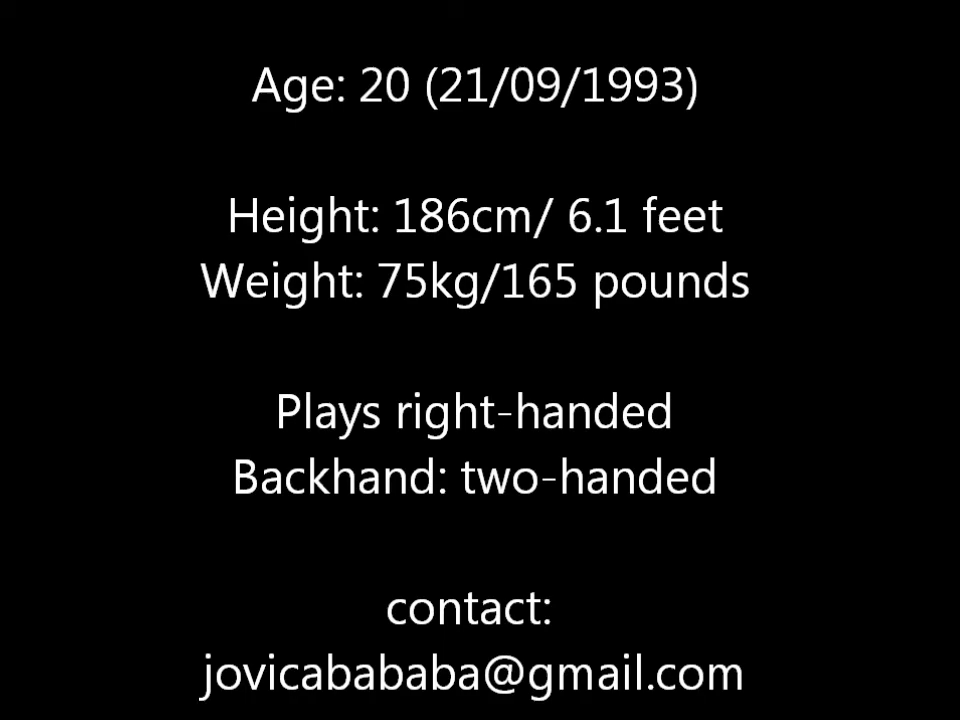 Age: 20 (21/09/1993)
Height: 186cm/ 6.1 feet
Weight: 75kg/165 pounds
Plays right-handed
Backhand: two-handed
contact:
jovicabababa@gmail.com